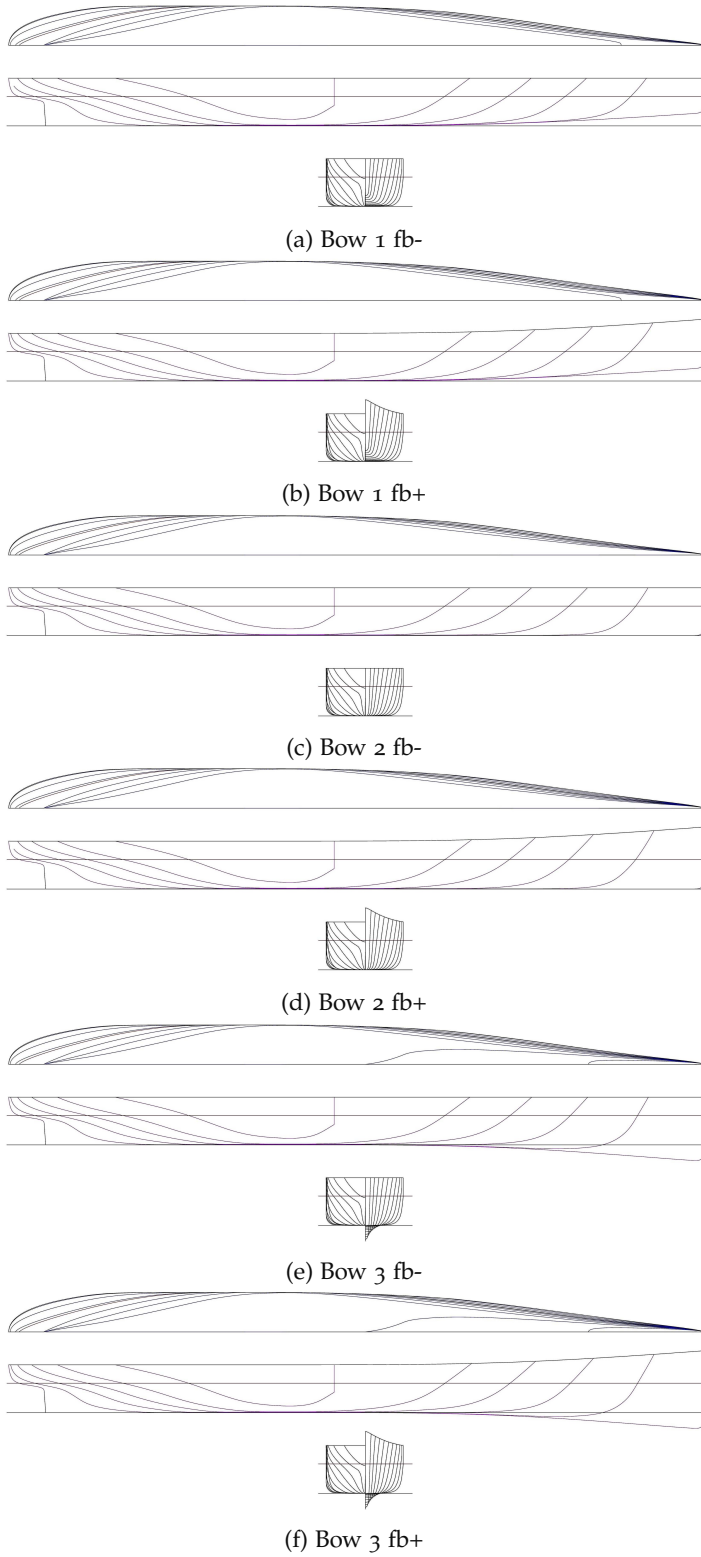 (a) Bow 1 fb-
(b) Bow 1 fb+
(c) Bow 2 fb-
(d) Bow 2 fb+
(e) Bow 3 fb-
(f) Bow 3 fb+